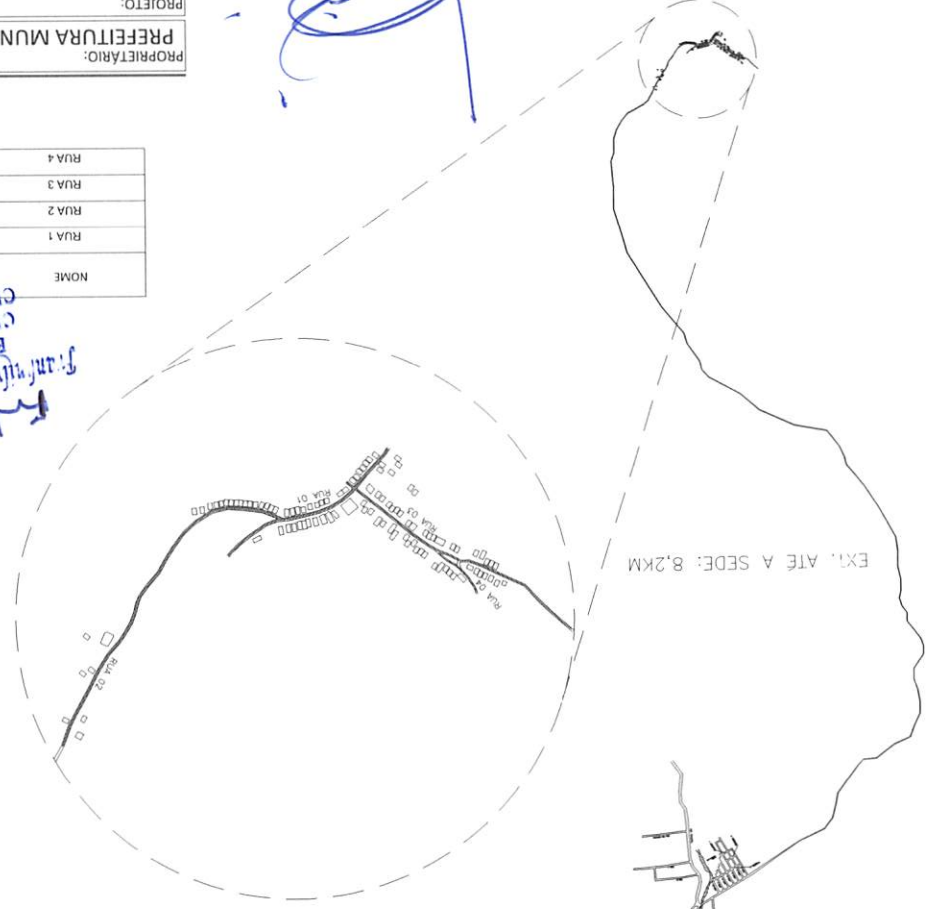 EXT. ATÉ A SEDE: 8,2KM
RUA 04
RUA 03
RUA 01
RUA 02
NOME
RUA 1
RUA 2
RUA 3
RUA 4
PROPRIETÁRIO:
PREFEITURA MUN
PROJETO: